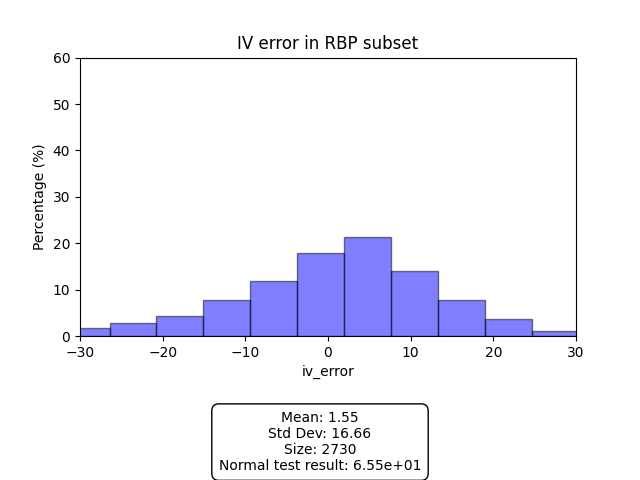 IV error in RBP subset
60
50
40
30
20
10
0
Percentage (%)
−30
−20
−10
0
10
20
30
iv_error
Mean: 1.55
Std Dev: 16.66
Size: 2730
Normal test result: 6.55e+01